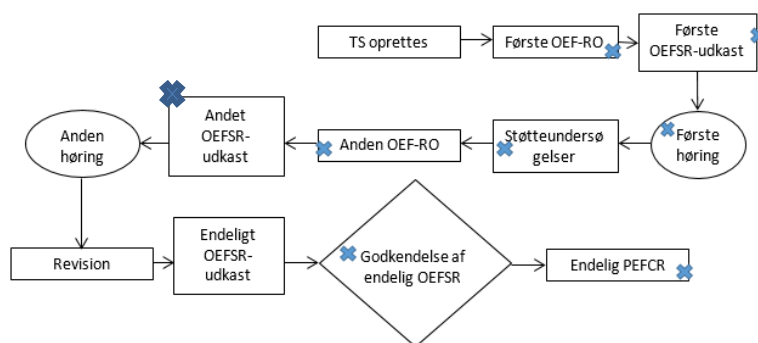 TS oprettes
Første OEF-RO
Første
OEFSR-udkast
Første
høring
Støtteundersø
gelser
Anden OEF-RO
Andet
OEFSR-
udkast
Anden
høring
Revision
Endeligt
OEFSR-
udkast
Godkendelse af
endelig OEFSR
Endelig PEFCR